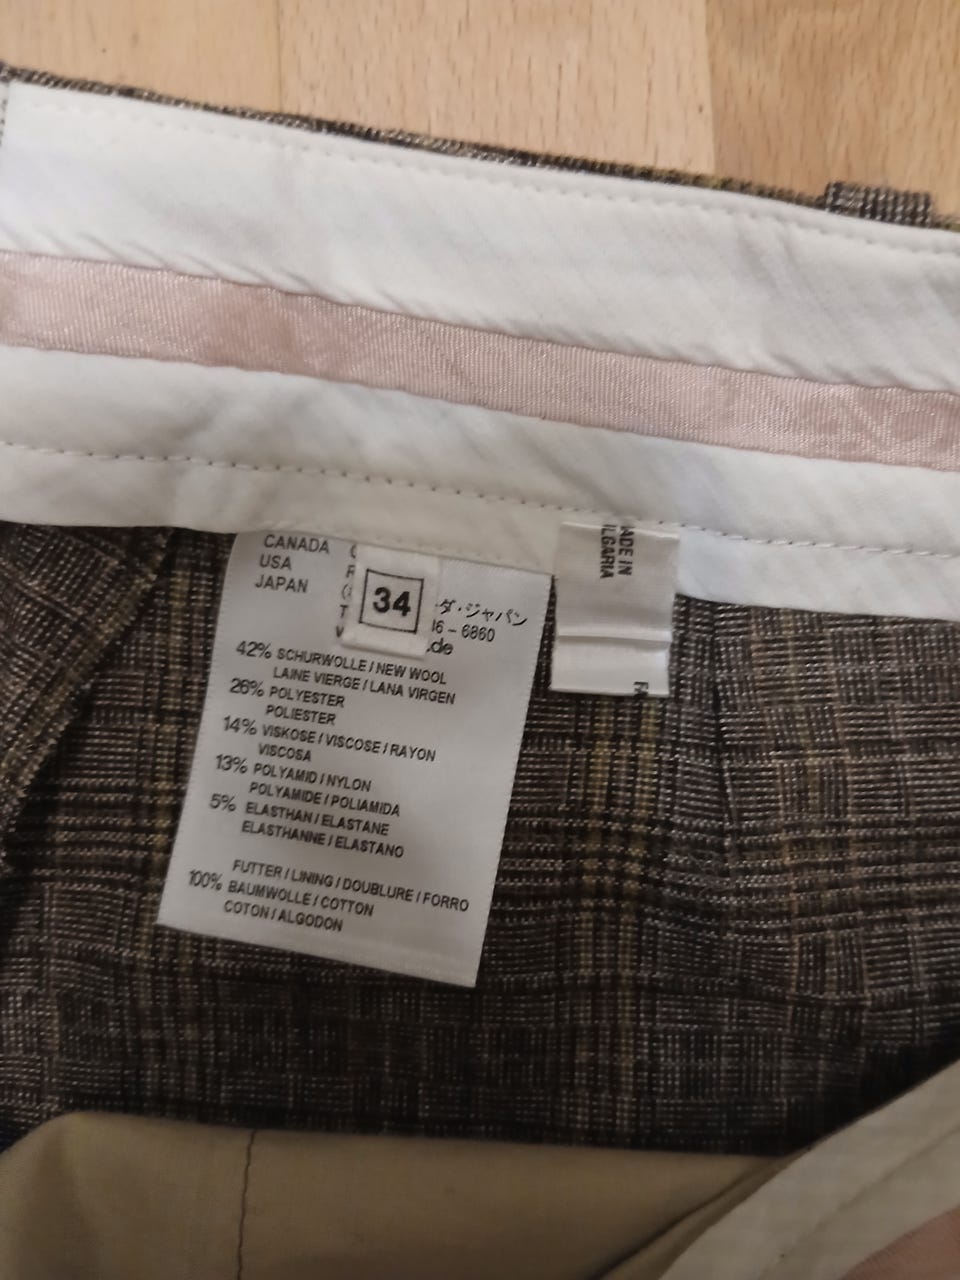 CANADA
USA
JAPAN
34
ダ・ジャパン
6860
.de
42% SCHURWOLLE / NEW WOOL
LAINE VIERGE / LANA VIRGEN
26% POLYESTER
POLIESTER
14% VISKOSE / VISCOSE / RAYON
VISCOSA
13% POLYAMID / NYLON
POLYAMIDE / POLIAMIDA
5% ELASTHAN / ELASTANE
ELASTHANNE / ELASTANO
FUTTER / LINING / DOUBLURE / FORRO
100% BAUMWOLLE / COTTON
COTON / ALGODON
ADE IN
LGARIA